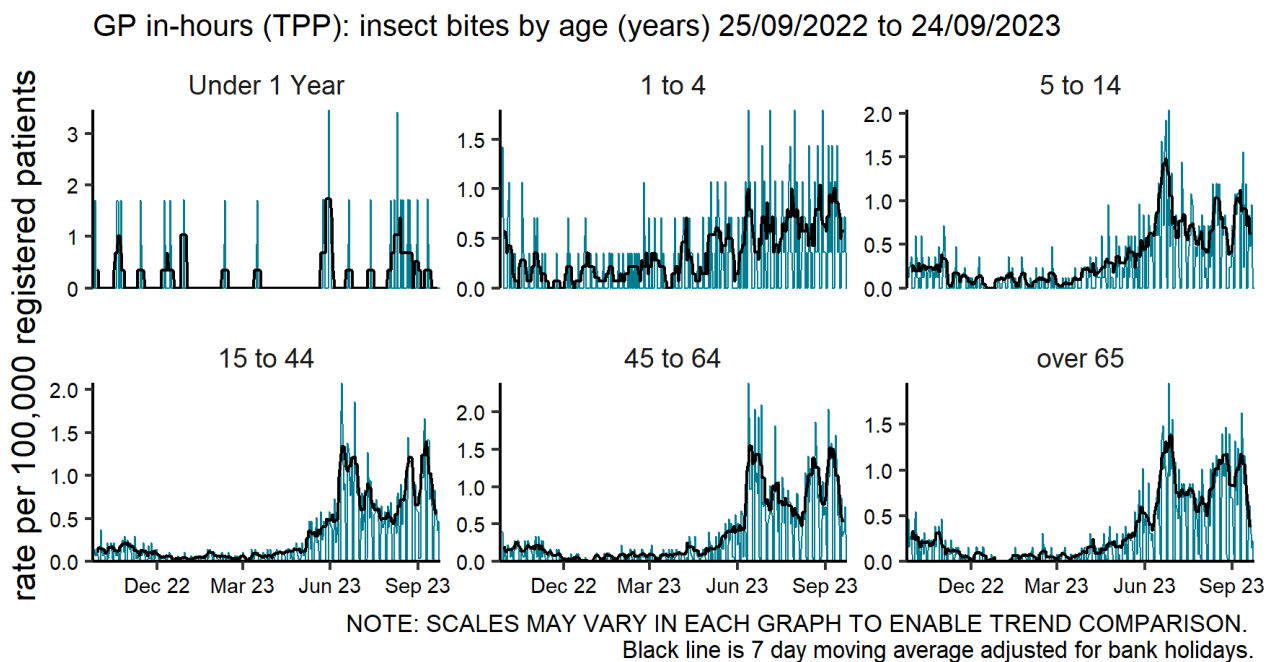 GP in-hours (TPP): insect bites by age (years) 25/09/2022 to 24/09/2023
rate per 100,000 registered patients
Under 1 Year
3
2
1
0
1 to 4
1.5
1.0
0.5
0.0
5 to 14
2.0
1.5
1.0
0.5
0.0
15 to 44
2.0
1.5
1.0
0.5
0.0
Dec 22 Mar 23 Jun 23 Sep 23
45 to 64
2.0
1.5
1.0
0.5
0.0
Dec 22 Mar 23 Jun 23 Sep 23
over 65
1.5
1.0
0.5
0.0
Dec 22 Mar 23 Jun 23 Sep 23
NOTE: SCALES MAY VARY IN EACH GRAPH TO ENABLE TREND COMPARISON.
Black line is 7 day moving average adjusted for bank holidays.